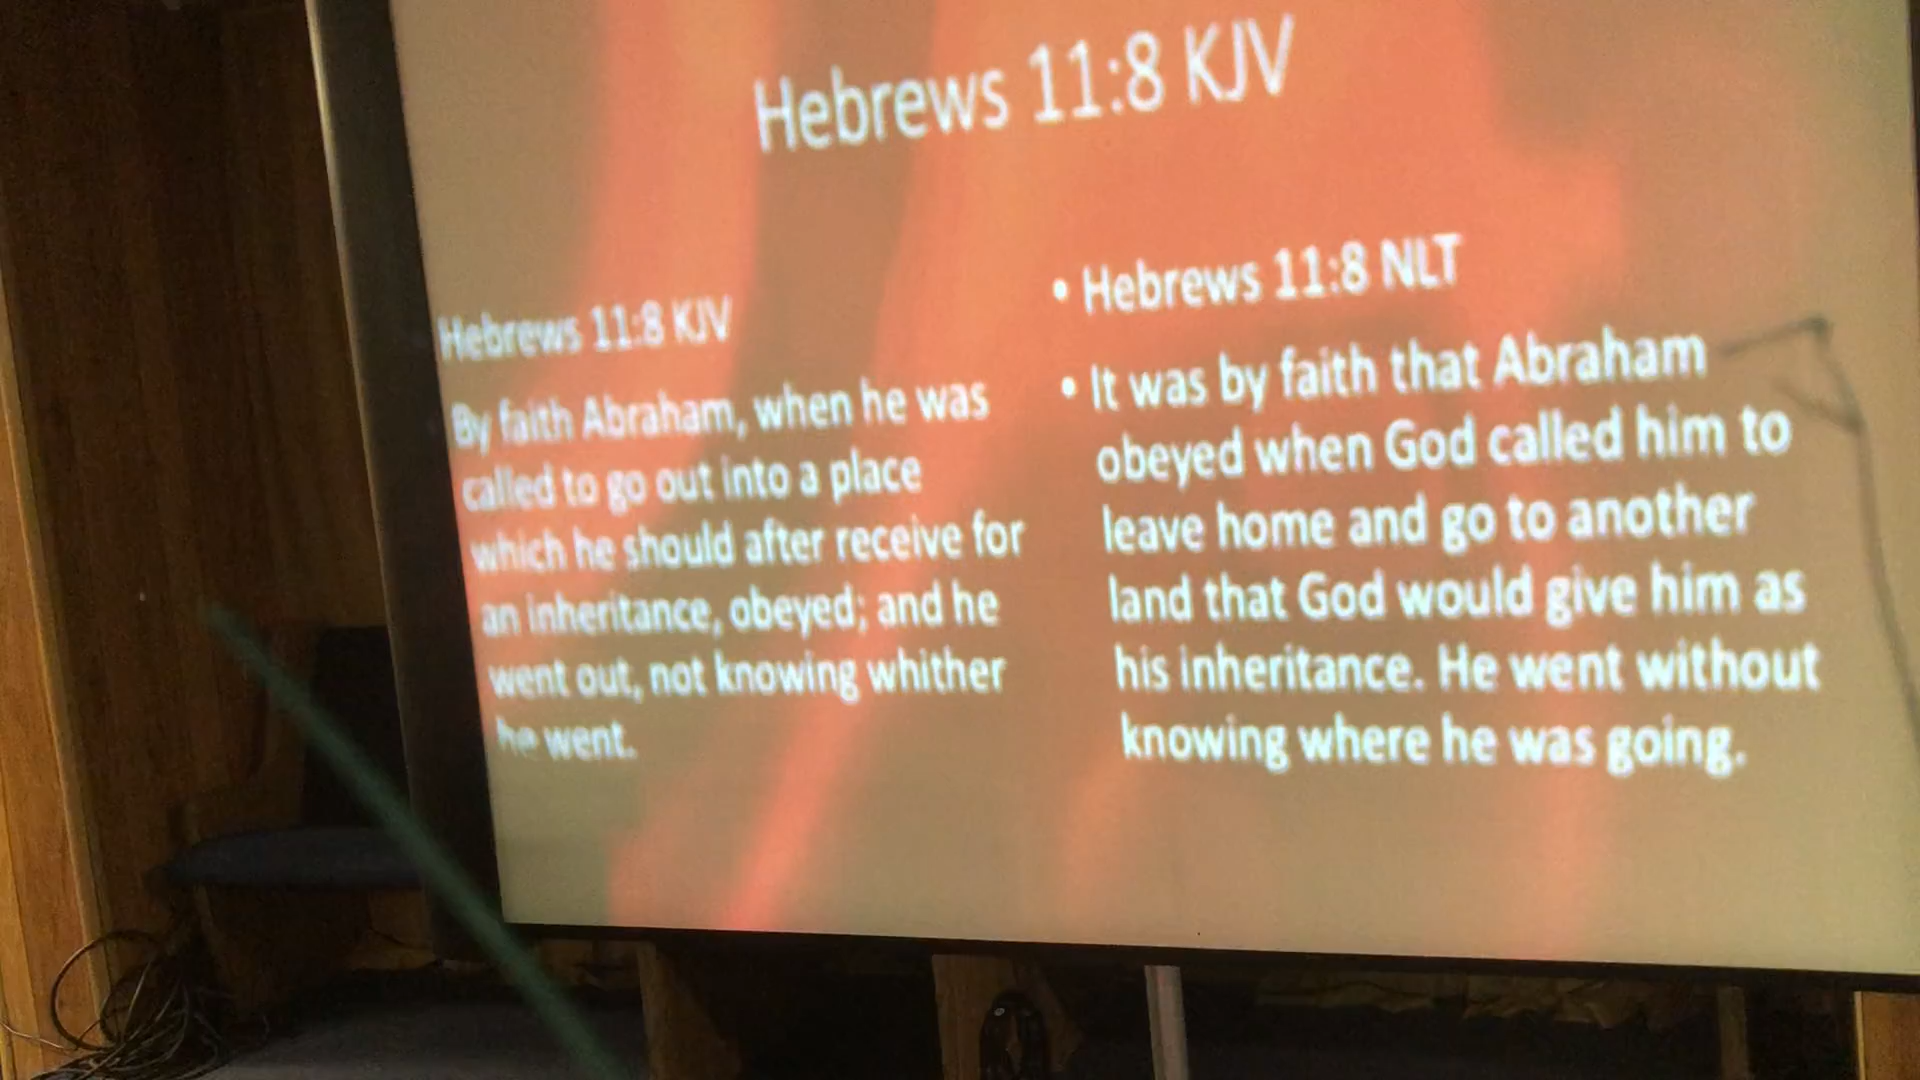 Hebrews 11:8 KJV
Hebrews 11:8 KJV
By faith Abraham, when he was
called to go out into a place
which he should after receive for
an inheritance, obeyed; and he
went out, not knowing whither
he went.
• Hebrews 11:8 NLT
• It was by faith that Abraham
obeyed when God called him to
leave home and go to another
land that God would give him as
his inheritance. He went without
knowing where he was going.